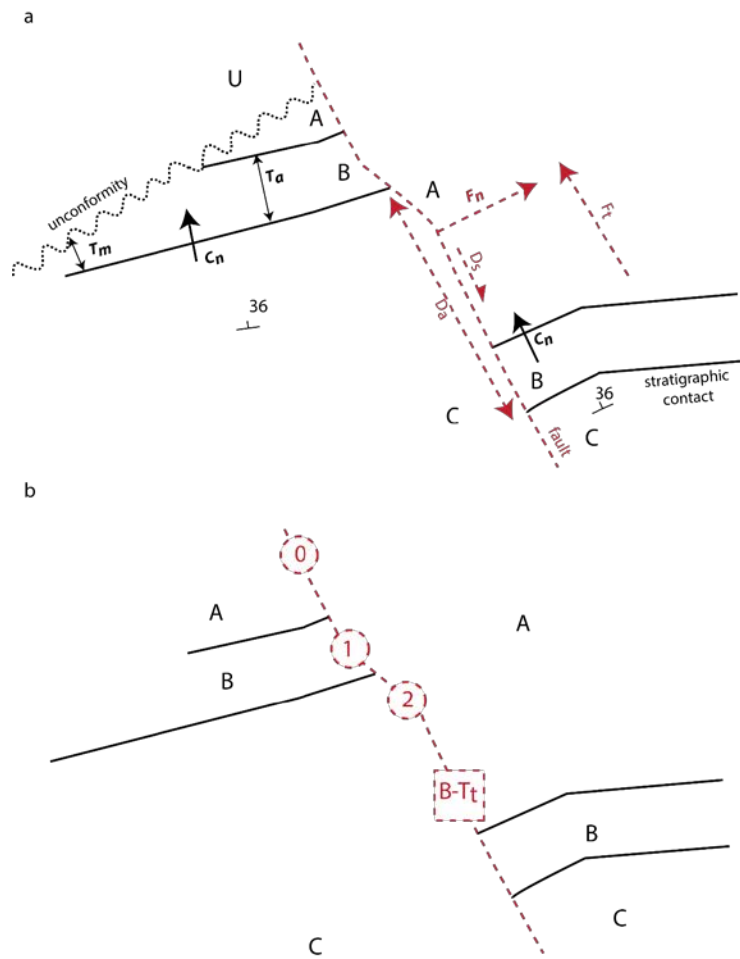 a
U
A
unconformity
B
Ta
A
Fn
Ft
Tm
Cn
Ds
Da
36
Cn
B
stratigraphic
contact
36
C
C
fault
b
0
A
A
1
B
2
B-Tt
B
C
C